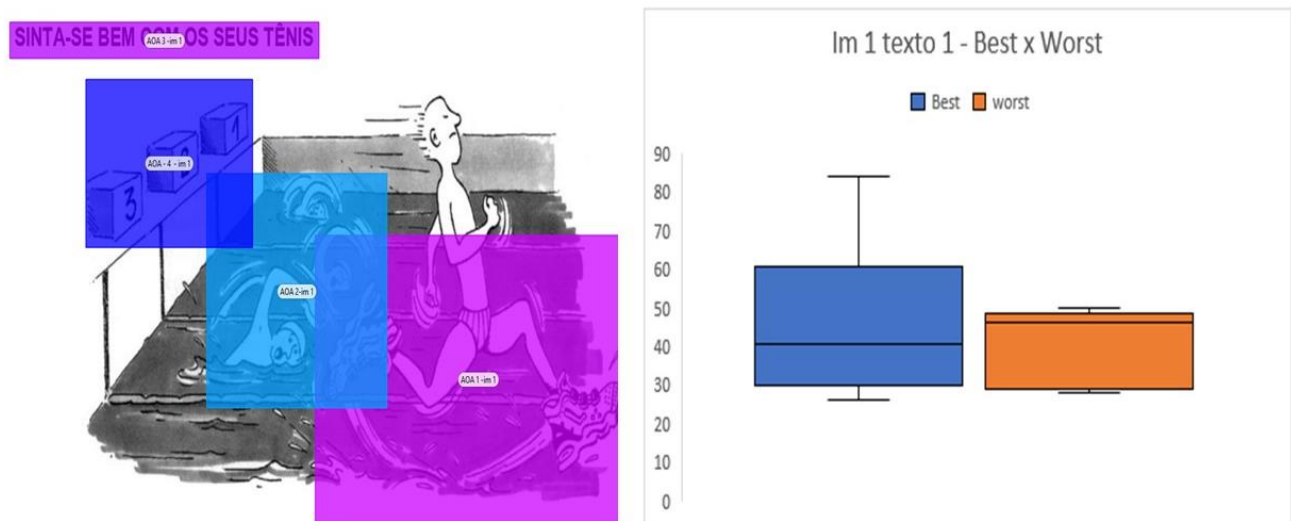 SINTA-SE BEM COM OS SEUS TÊNIS
AOA 3 -im 1
1
AOA - 4 - im 1
3
AOA 2-im 1
AOA 1 -im 1
Im 1 texto 1 - Best x Worst
Best worst
90
80
70
60
50
40
30
20
10
0